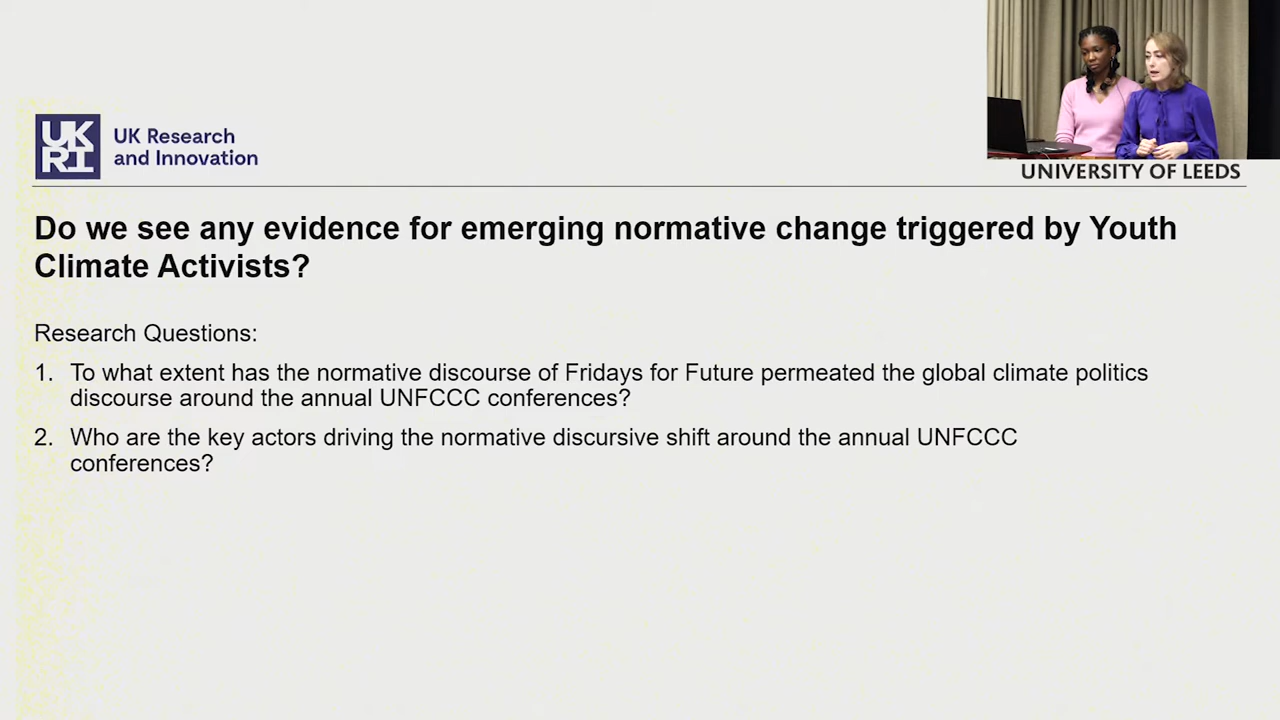 UK
RI
UK Research
and Innovation
UNIVERSITY OF LEEDS
Do we see any evidence for emerging normative change triggered by Youth
Climate Activists?
Research Questions:
1. To what extent has the normative discourse of Fridays for Future permeated the global climate politics
discourse around the annual UNFCCC conferences?
2. Who are the key actors driving the normative discursive shift around the annual UNFCCC
conferences?